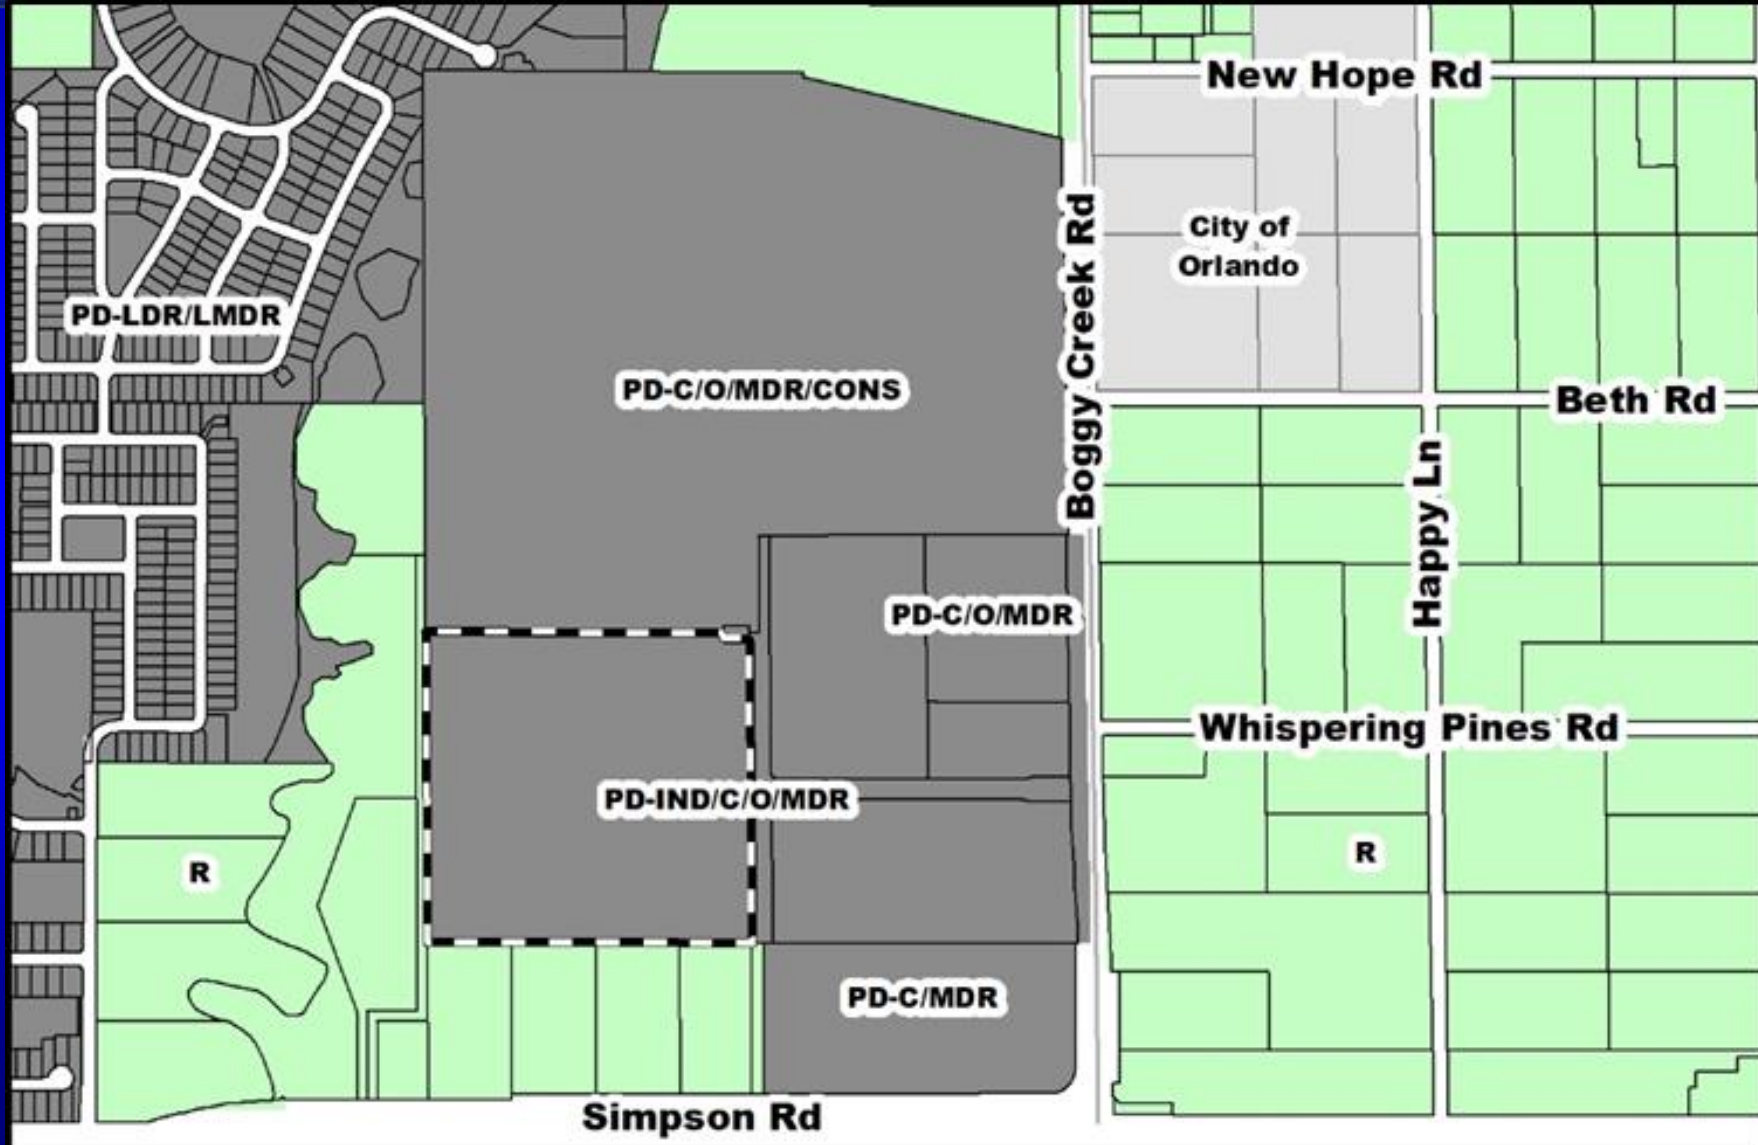 New Hope Rd
Boggy Creek Rd
City of
Orlando
PD-LDR/LMDR
PD-C/O/MDR/CONS
Beth Rd
Happy Ln
PD-C/O/MDR
Whispering Pines Rd
PD-IND/C/O/MDR
R
R
PD-C/MDR
Simpson Rd